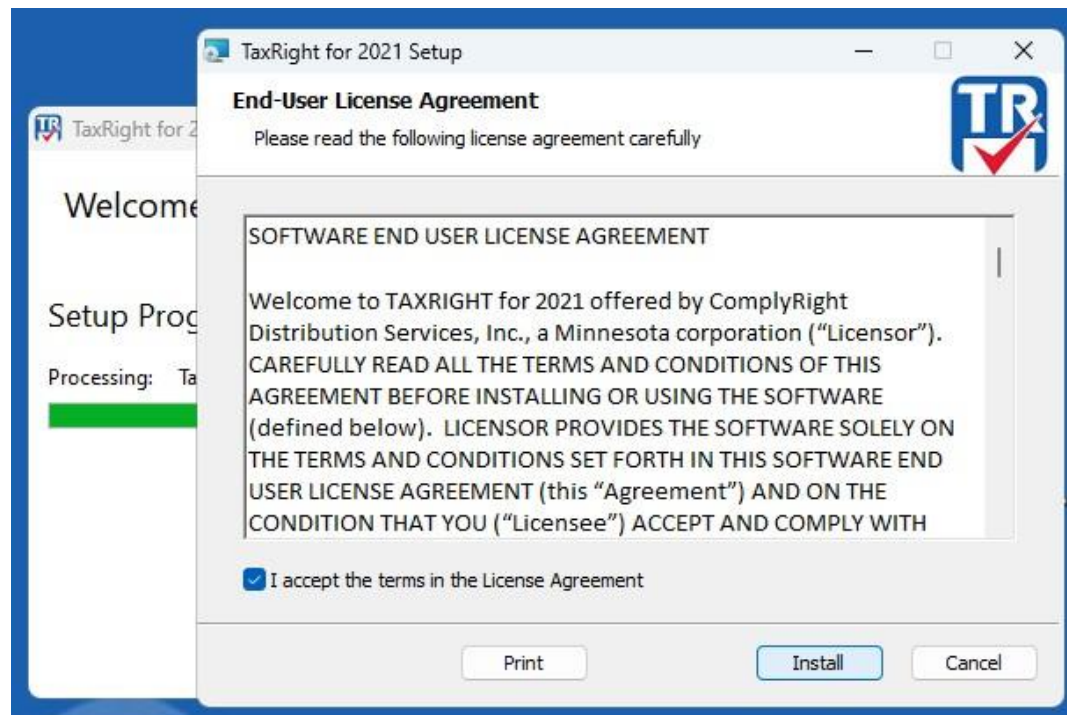 TaxRight for 2021 Setup
End-User License Agreement
Please read the following license agreement carefully
TR
TaxRight for 2
Welcome
Setup Prog
Processing: Ta
SOFTWARE END USER LICENSE AGREEMENT
Welcome to TAXRIGHT for 2021 offered by ComplyRight
Distribution Services, Inc., a Minnesota corporation (“Licensor”).
CAREFULLY READ ALL THE TERMS AND CONDITIONS OF THIS
AGREEMENT BEFORE INSTALLING OR USING THE SOFTWARE
(defined below).  LICENSOR PROVIDES THE SOFTWARE SOLELY ON
THE TERMS AND CONDITIONS SET FORTH IN THIS SOFTWARE END
USER LICENSE AGREEMENT (this “Agreement”) AND ON THE
CONDITION THAT YOU (“Licensee”) ACCEPT AND COMPLY WITH
I accept the terms in the License Agreement
Print
Install
Cancel